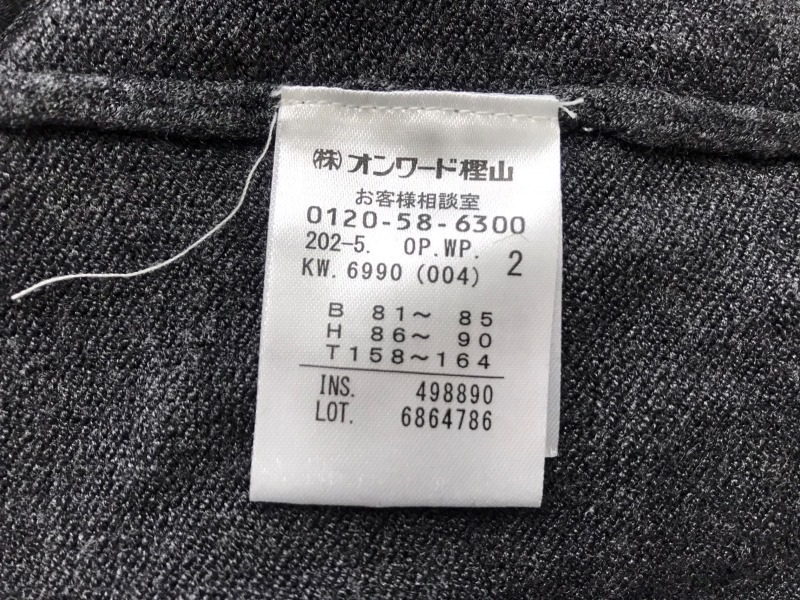 ㈱オンワード樫山
お客様相談室
0120-58-6300
202-5. OP.WP. 2
KW. 6990 (004)
B 81～ 85
H 86～ 90
T 158～164
INS. 498890
LOT. 6864786